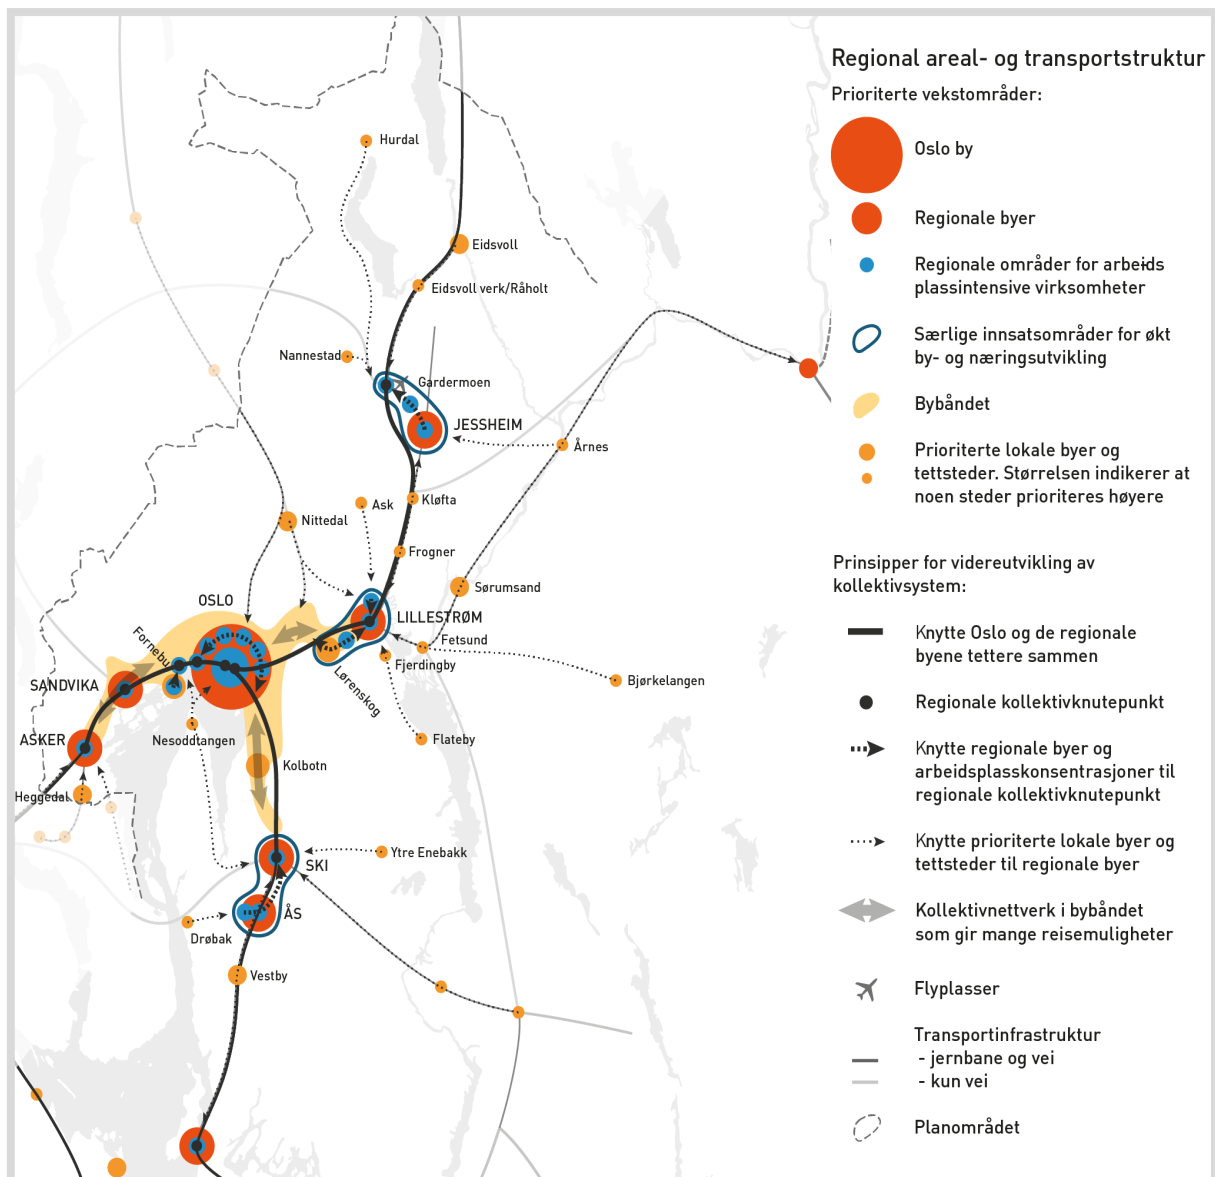 Regional areal- og transportstruktur
Prioriterte vekstområder:
Oslo by
Regionale byer
Regionale områder for arbeids
plassintensive virksomheter
Særlige innsatsområder for økt
by- og næringsutvikling
Bybåndet
Prioriterte lokale byer og
tettsteder. Størrelsen indikerer at
noen steder prioriteres høyere
Prinsipper for videreutvikling av
kollektivsystem:
Knytte Oslo og de regionale
byene tettere sammen
Regionale kollektivknutepunkt
Knytte regionale byer og
arbeidsplasskonsentrasjoner til
regionale kollektivknutepunkt
Knytte prioriterte lokale byer og
tettsteder til regionale byer
Kollektivnettverk i bybåndet
som gir mange reisemuligheter
Flyplasser
Transportinfrastruktur
- jernbane og vei
- kun vei
Planområdet
Hurdal
Eidsvoll
Eidsvoll verk/Råholt
Nannestad
Gardermoen
JESSHEIM
Årnes
Kløfta
Ask
Nittedal
Frogner
Sørumsand
OSLO
LILLESTRØM
Fornebu
Fetsund
Fjerdingby
Lørenskog
Bjørkelangen
SANDVIKA
Nesoddtangen
Flateby
ASKER
Kolbotn
Heggedal
Ytre Enebakk
SKI
ÅS
Drøbak
Vestby